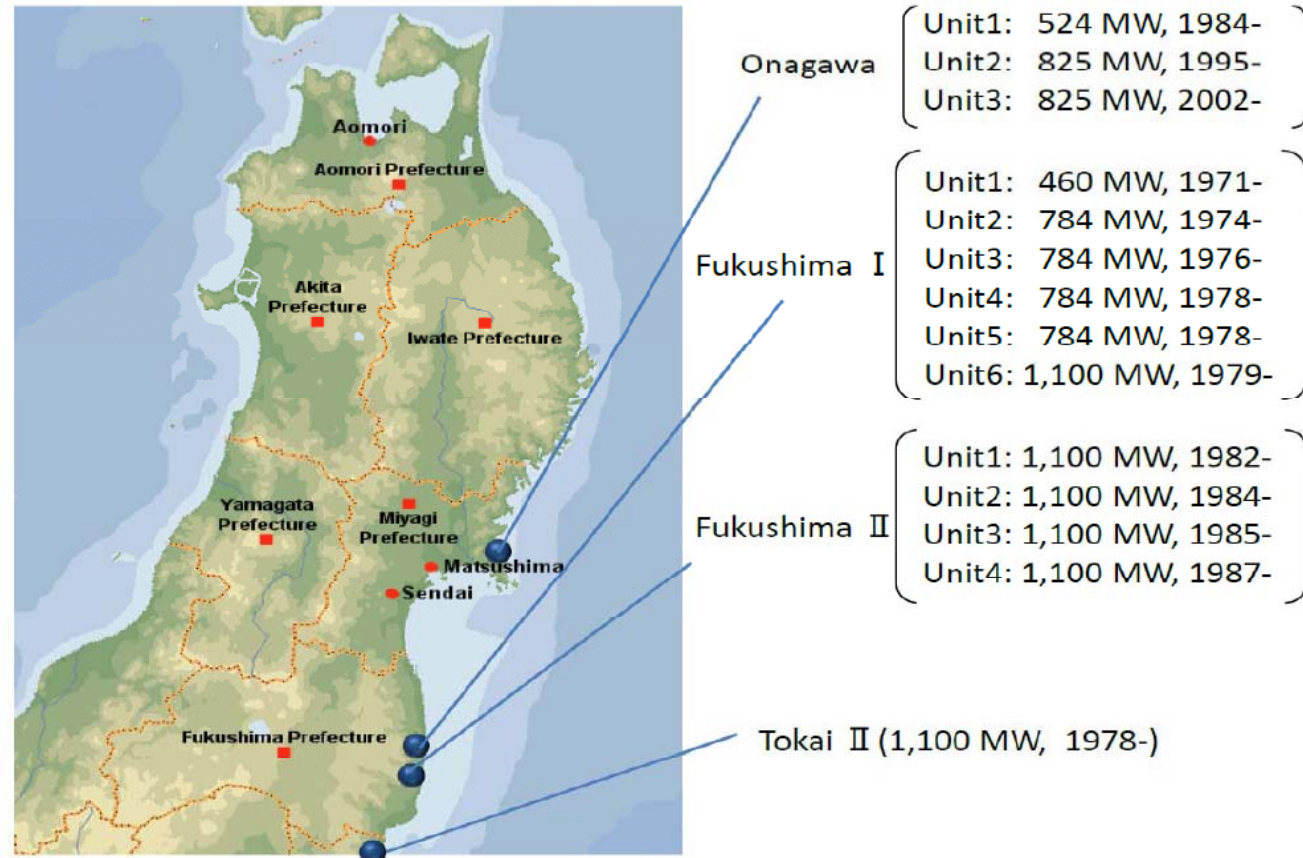 Aomori
Aomori Prefecture
Akita
Prefecture
Iwate Prefecture
Yamagata
Prefecture
Miyagi
Prefecture
Matsushima
Sendai
Fukushima Prefecture
Onagawa
Unit1: 524 MW, 1984-
Unit2: 825 MW, 1995-
Unit3: 825 MW, 2002-
Fukushima Ⅰ
Unit1: 460 MW, 1971-
Unit2: 784 MW, 1974-
Unit3: 784 MW, 1976-
Unit4: 784 MW, 1978-
Unit5: 784 MW, 1978-
Unit6: 1,100 MW, 1979-
Fukushima Ⅱ
Unit1: 1,100 MW, 1982-
Unit2: 1,100 MW, 1984-
Unit3: 1,100 MW, 1985-
Unit4: 1,100 MW, 1987-
Tokai Ⅱ (1,100 MW, 1978-)